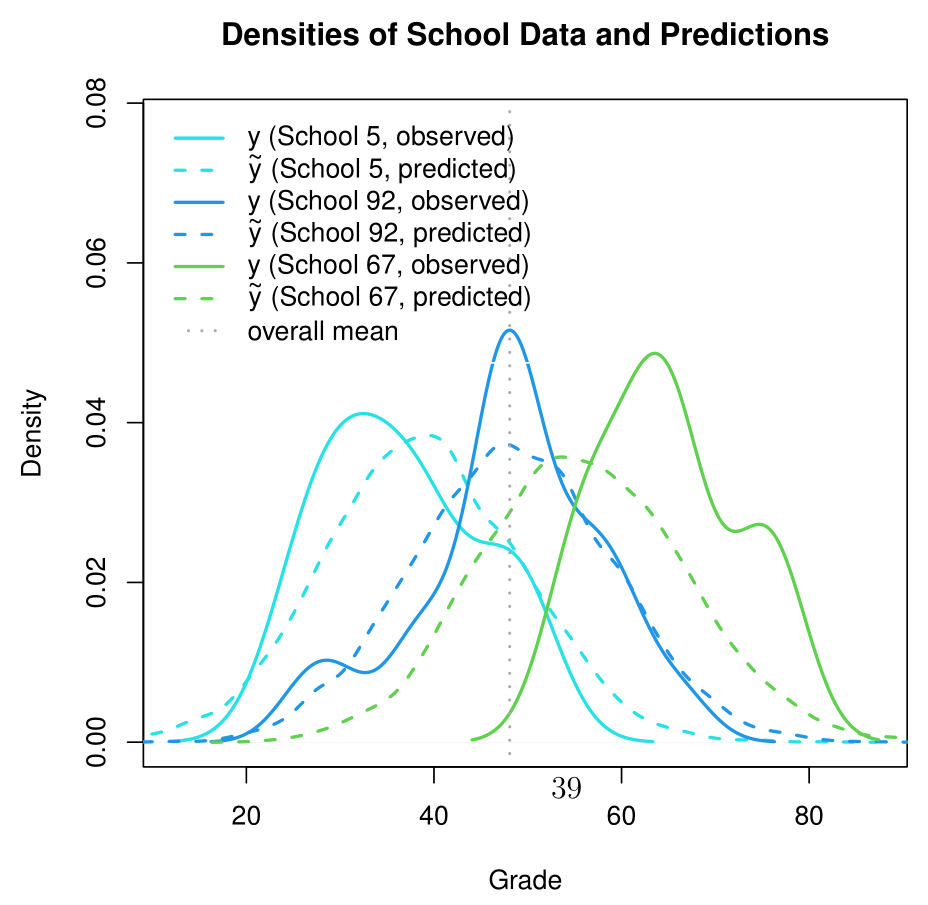 Densities of School Data and Predictions
0.08
0.06
0.04
0.02
0.00
Density
y (School 5, observed)
ỹ (School 5, predicted)
y (School 92, observed)
ỹ (School 92, predicted)
y (School 67, observed)
ỹ (School 67, predicted)
overall mean
39
20 40 60 80
Grade